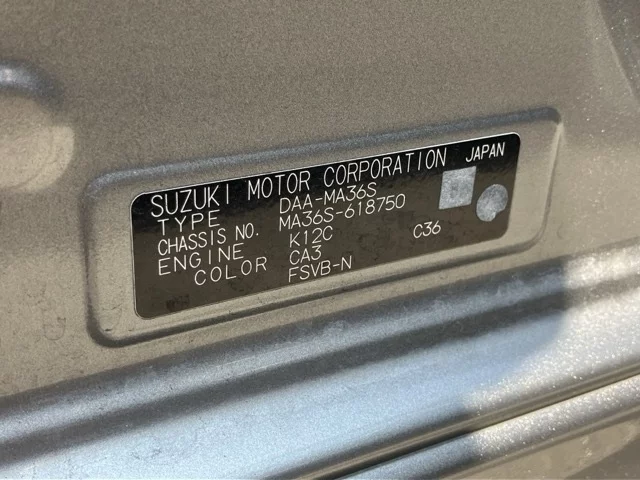 SUZUKI MOTOR CORPORATION JAPAN
TYPE DAA-MA36S
CHASSIS NO. MA36S-618750
ENGINE K12C C36
COLOR CA3
FSVB-N